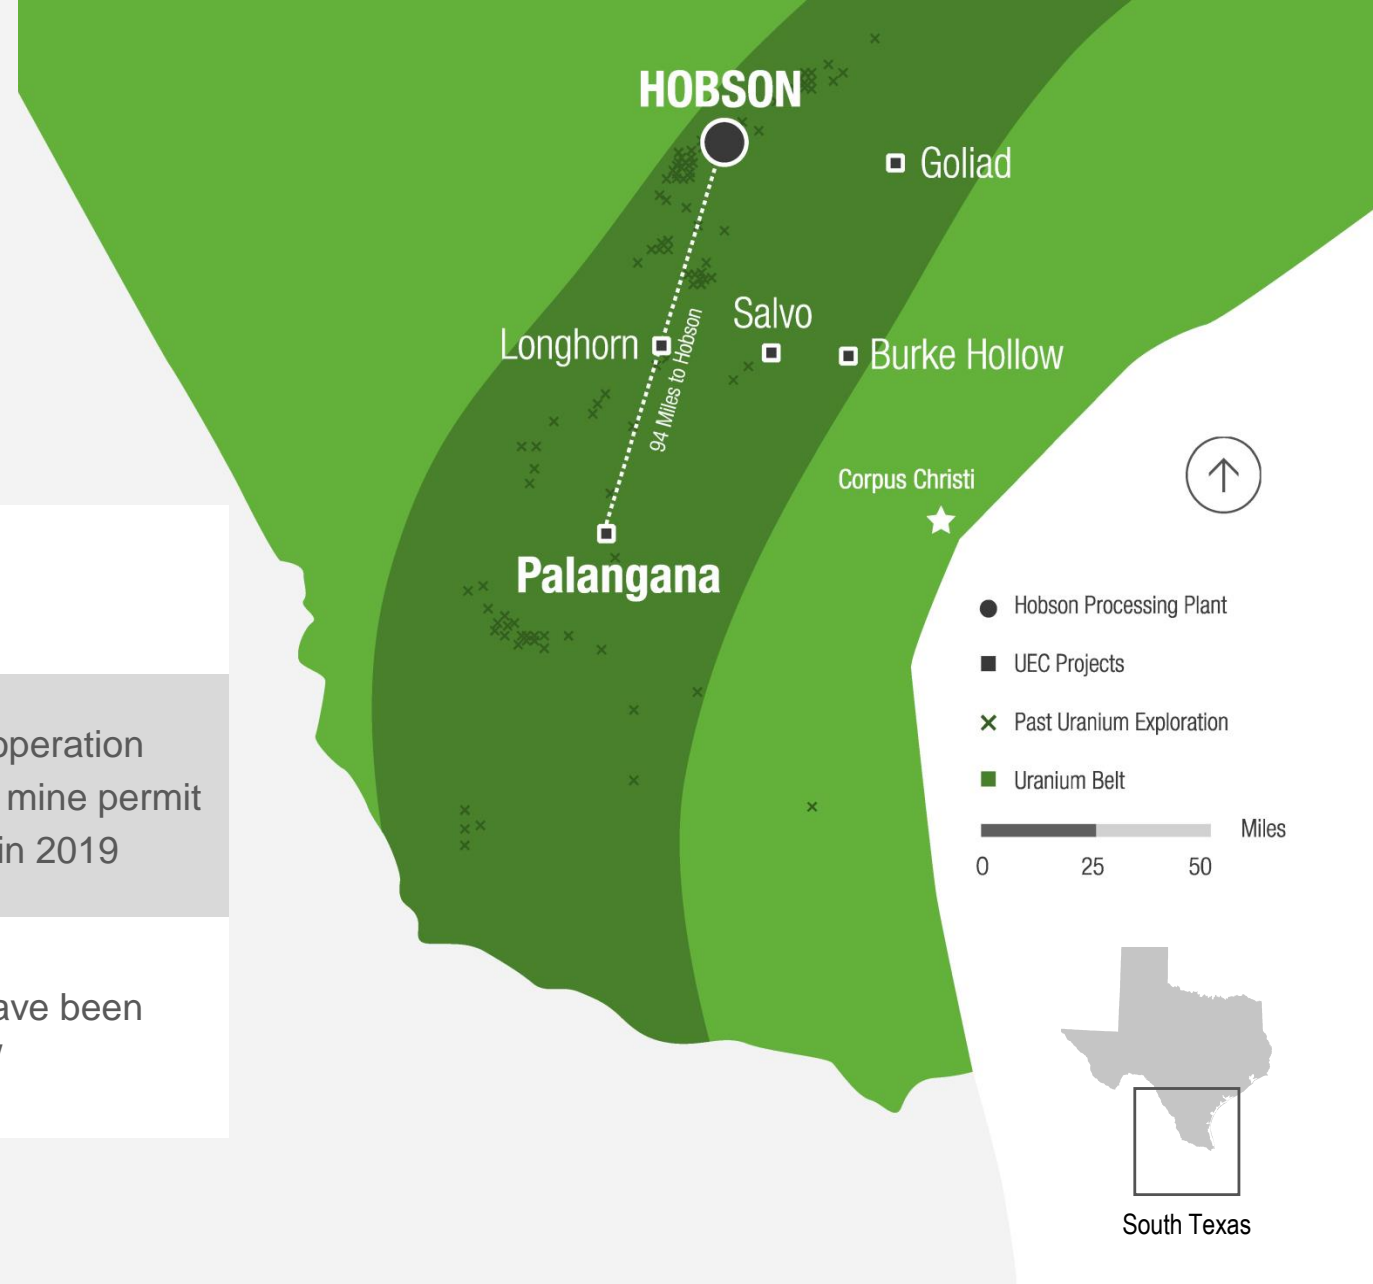 HOBSON
Goliad
Salvo
Longhorn
Burke Hollow
94 Miles to Hobson
Corpus Christi
Palangana
Hobson Processing Plant
UEC Projects
Past Uranium Exploration
Uranium Belt
Miles
0 25 50
South Texas
operation
mine permit
in 2019
have been